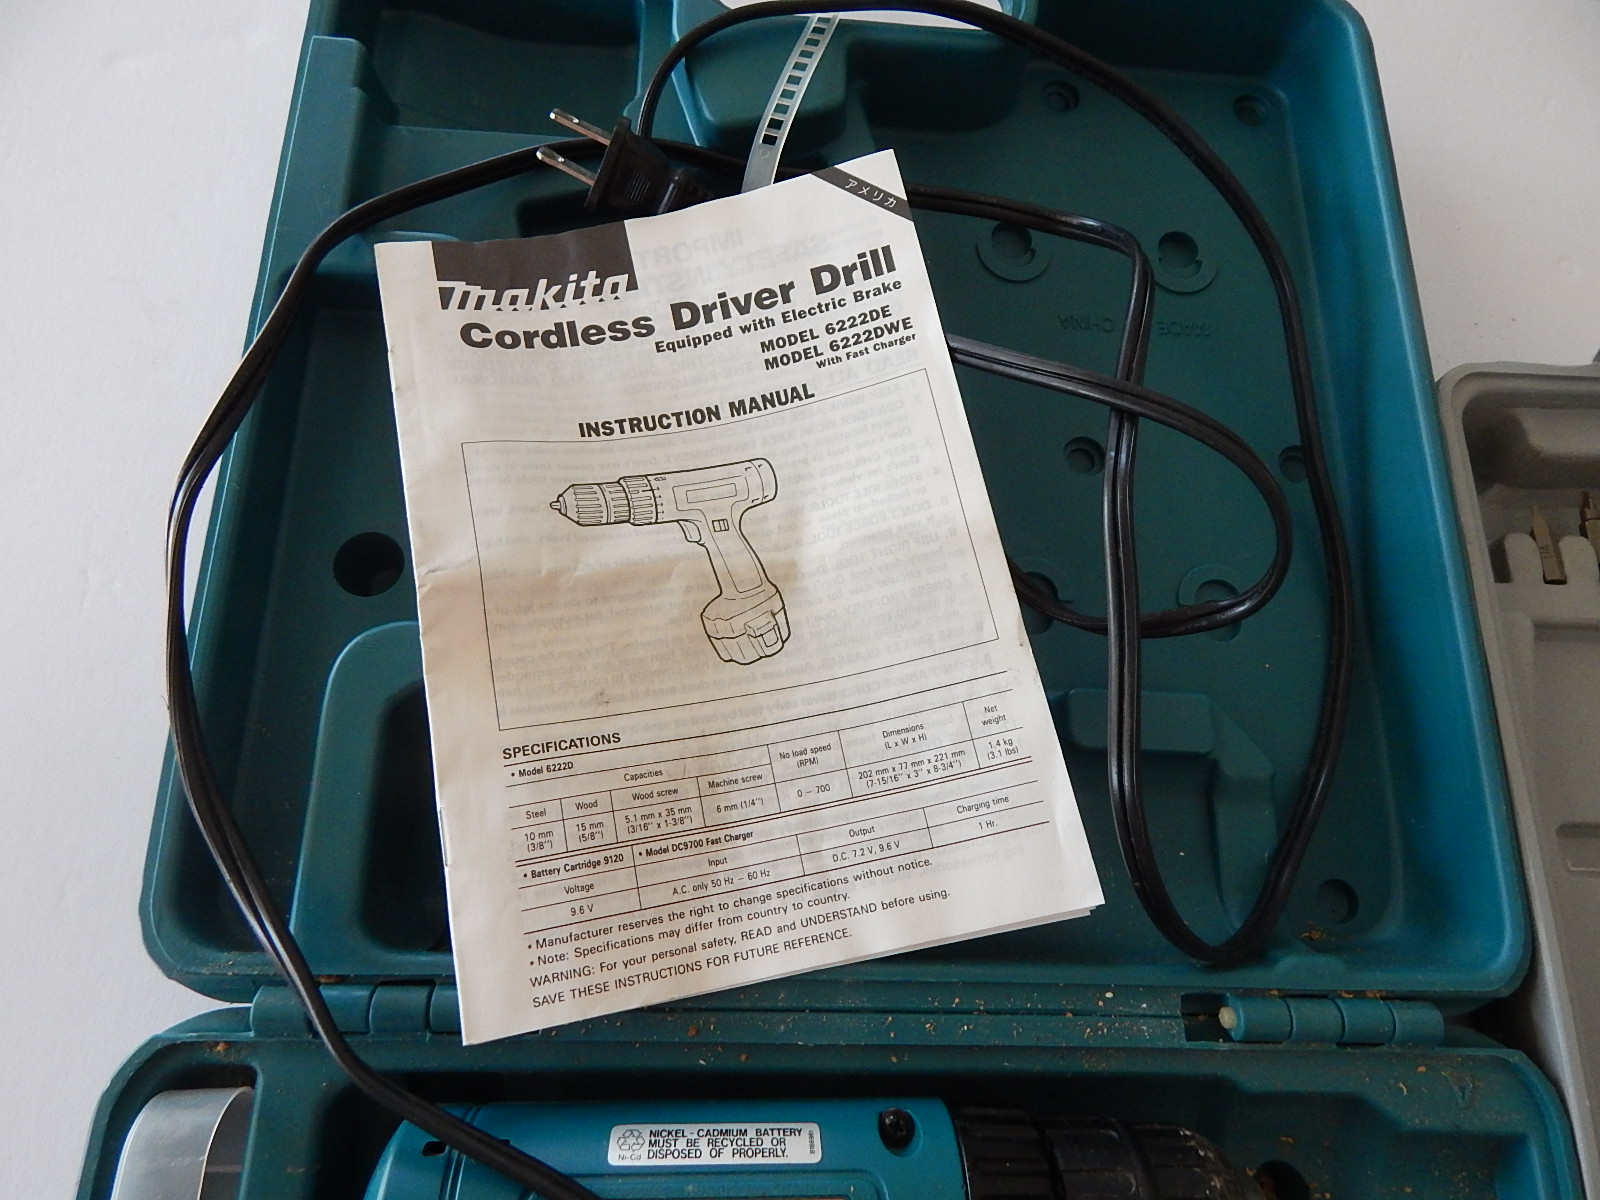 アメリカ
makita
Cordless Driver Drill
Equipped with Electric Brake
MODEL 6222DE
MODEL 6222DWE
With Fast Charger
INSTRUCTION MANUAL
SPECIFICATIONS
• Model 6222D
Capacities
No load speed
(RPM)
Dimensions
(L x W x H)
Net
weight
Steel
Wood
Wood screw
Machine screw
10 mm
(3/8")
15 mm
(5/8")
5.1 mm x 35 mm
(3/16" x 1-3/8")
6 mm (1/4")
0 – 700
202 mm x 77 mm x 221 mm
(7-15/16" x 3" x 8-3/4")
1.4 kg
(3.1 lbs)
• Battery Cartridge 9120
Voltage
9.6 V
• Model DC9700 Fast Charger
Input
Output
Charging time
A.C. only 50 Hz – 60 Hz
D.C. 7.2 V, 9.6 V
1 Hr.
• Manufacturer reserves the right to change specifications without notice.
• Note: Specifications may differ from country to country.
WARNING: For your personal safety, READ and UNDERSTAND before using.
SAVE THESE INSTRUCTIONS FOR FUTURE REFERENCE.
MADE IN CHINA
NICKEL-CADMIUM BATTERY
MUST BE RECYCLED OR
DISPOSED OF PROPERLY.
Ni-Cd